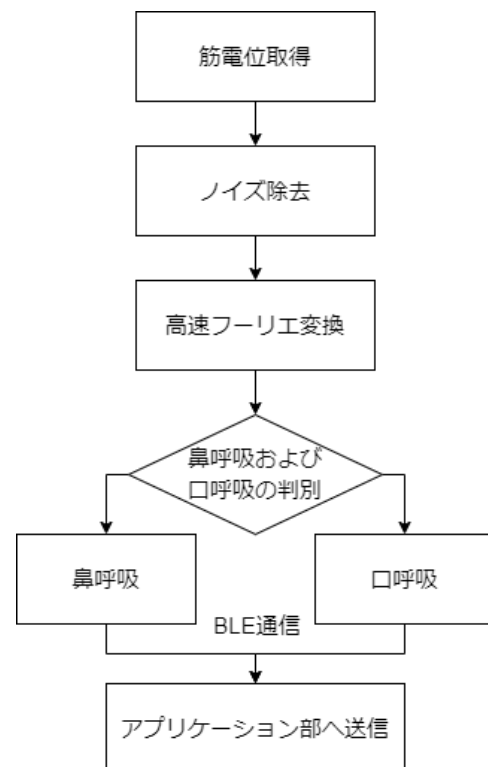 筋電位取得
ノイズ除去
高速フーリエ変換
鼻呼吸および
口呼吸の判別
鼻呼吸
口呼吸
BLE通信
アプリケーション部へ送信